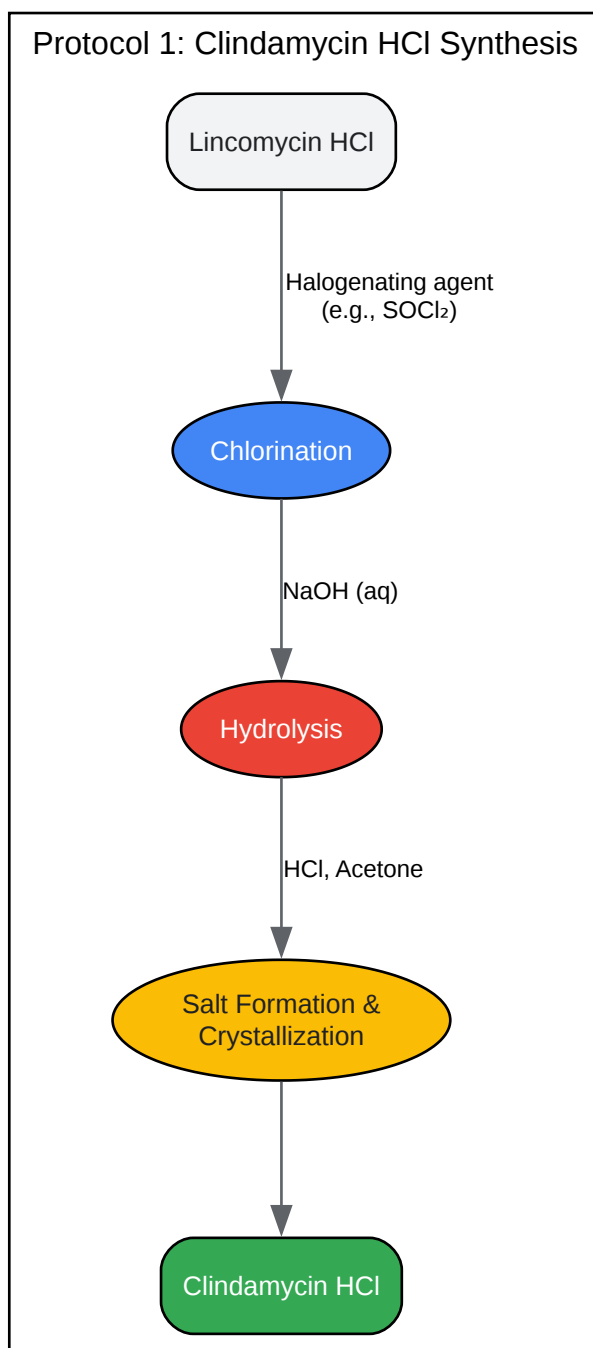 Protocol 1: Clindamycin HCl Synthesis
Lincomycin HCl
Halogenating agent
(e.g., SOCl₂)
Chlorination
NaOH (aq)
Hydrolysis
HCl, Acetone
Salt Formation &
Crystallization
Clindamycin HCl